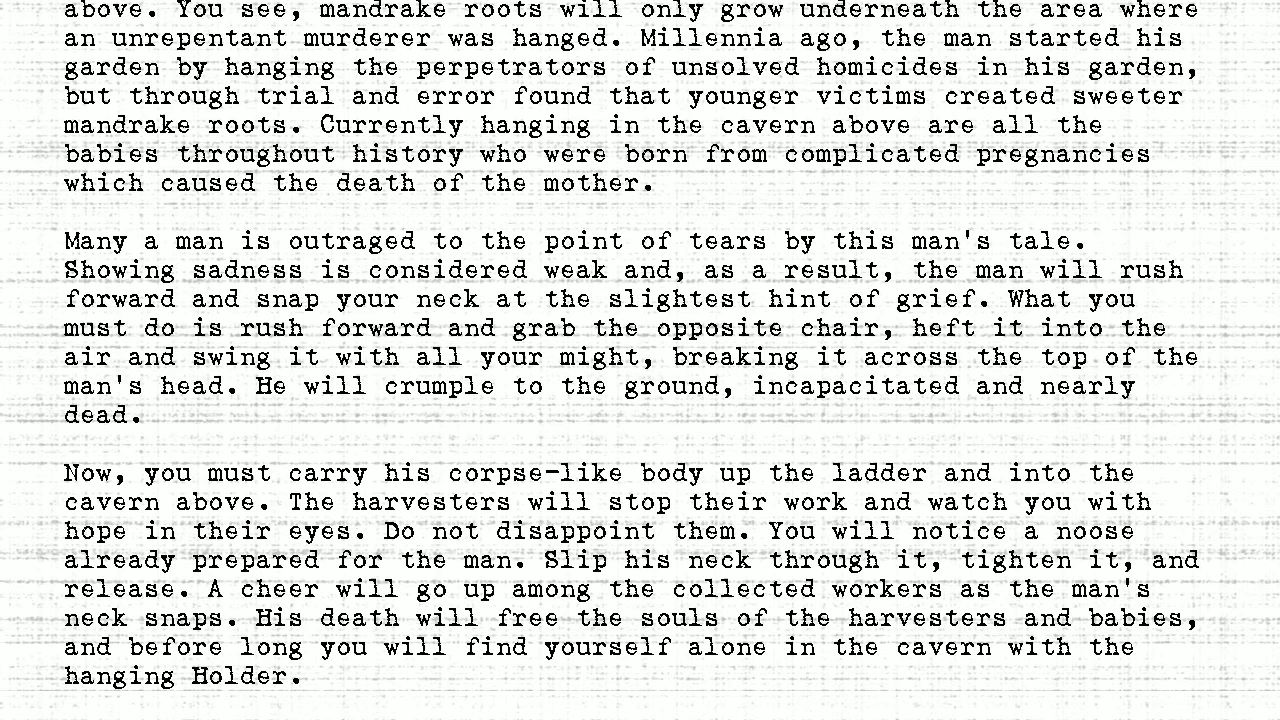 above. You see, mandrake roots will only grow underneath the area where
an unrepentant murderer was hanged. Millennia ago, the man started his
garden by hanging the perpetrators of unsolved homicides in his garden,
but through trial and error found that younger victims created sweeter
mandrake roots. Currently hanging in the cavern above are all the
babies throughout history who were born from complicated pregnancies
which caused the death of the mother.
Many a man is outraged to the point of tears by this man's tale.
Showing sadness is considered weak and, as a result, the man will rush
forward and snap your neck at the slightest hint of grief. What you
must do is rush forward and grab the opposite chair, heft it into the
air and swing it with all your might, breaking it across the top of the
man's head. He will crumple to the ground, incapacitated and nearly
dead.
Now, you must carry his corpse-like body up the ladder and into the
cavern above. The harvesters will stop their work and watch you with
hope in their eyes. Do not disappoint them. You will notice a noose
already prepared for the man. Slip his neck through it, tighten it, and
release. A cheer will go up among the collected workers as the man's
neck snaps. His death will free the souls of the harvesters and babies,
and before long you will find yourself alone in the cavern with the
hanging Holder.